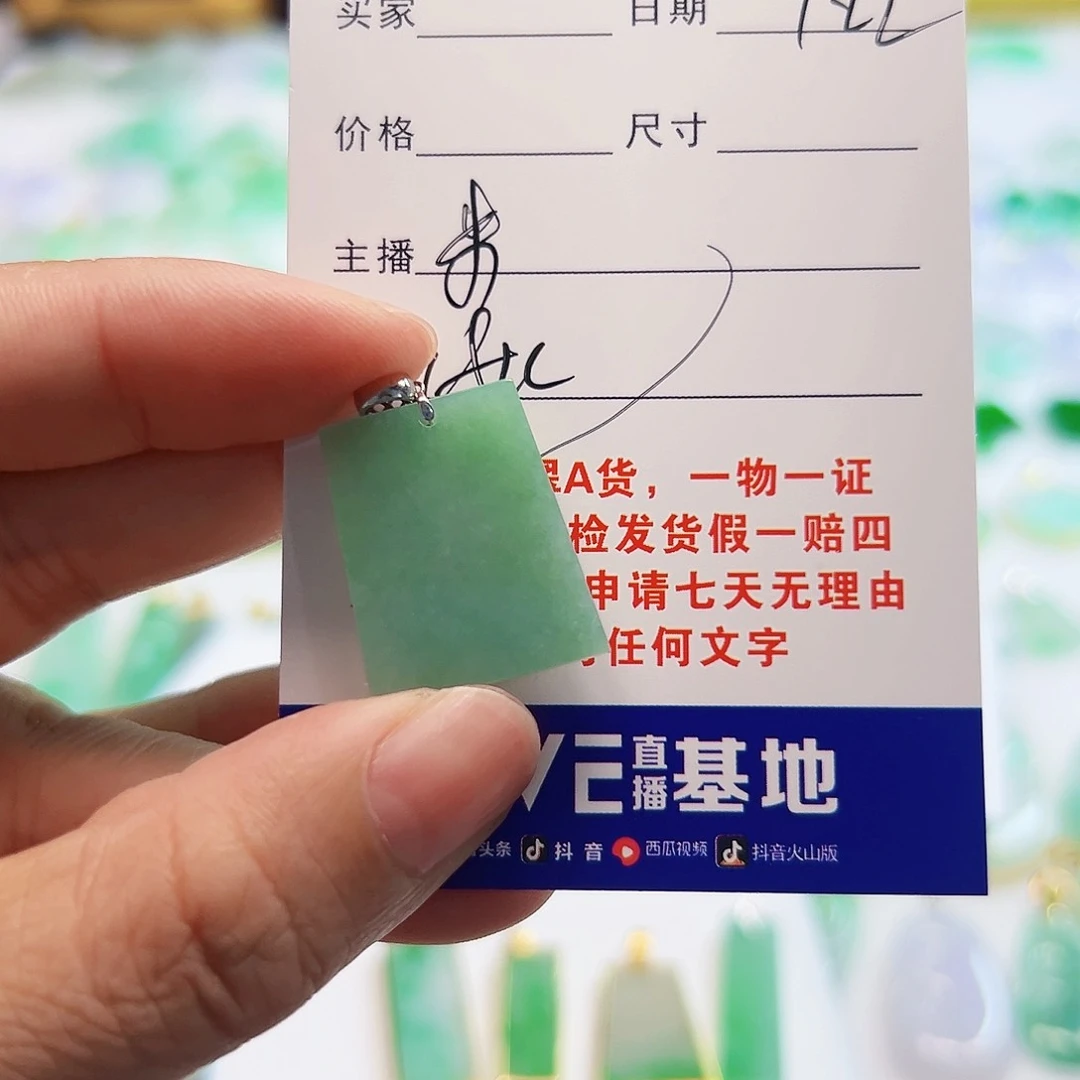 买家 日期
价格 尺寸
主播
A货，一物一证
检发货假一赔四
申请七天无理由
任何文字
VE直播基地
头条 抖音 西瓜视频 抖音火山版